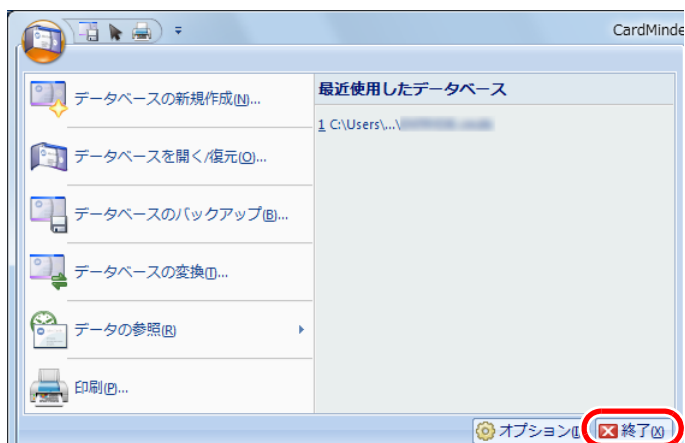 CardMinde
データベースの新規作成(N)...
データベースを開く/復元(O)...
データベースのバックアップ(B)...
データベースの変換(T)...
データの参照(R)
印刷(P)...
最近使用したデータベース
1 C:\Users\...\
オプション(I
終了(X)